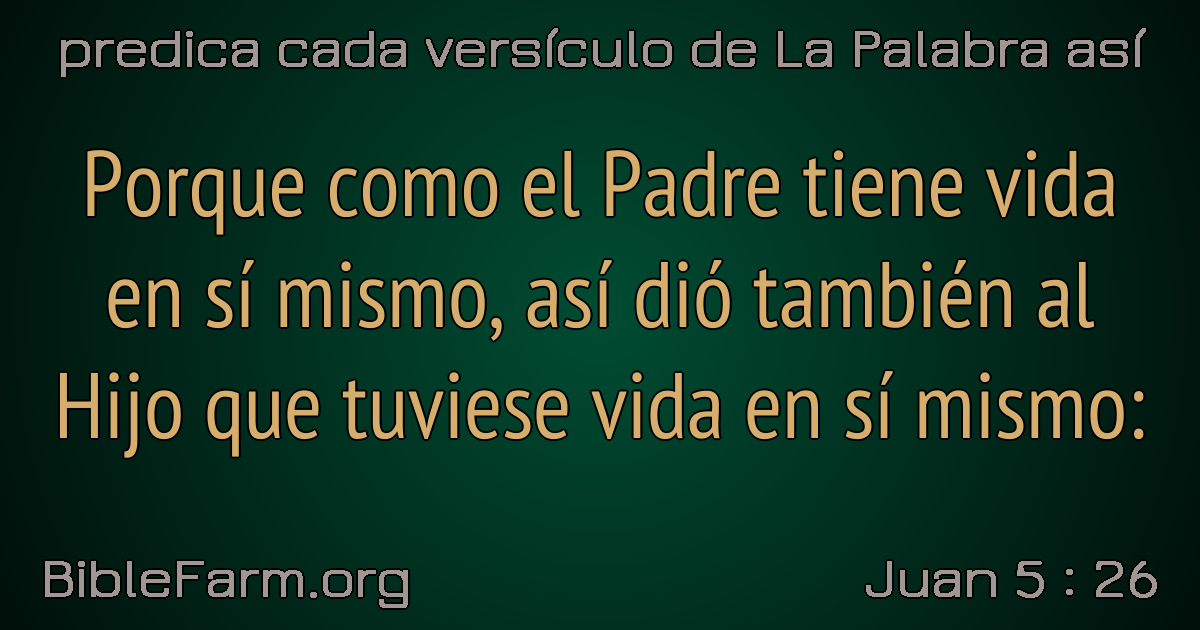 predica cada versículo de La Palabra así
Porque como el Padre tiene vida
en sí mismo, así dió también al
Hijo que tuviese vida en sí mismo:
BibleFarm.org
Juan 5 : 26